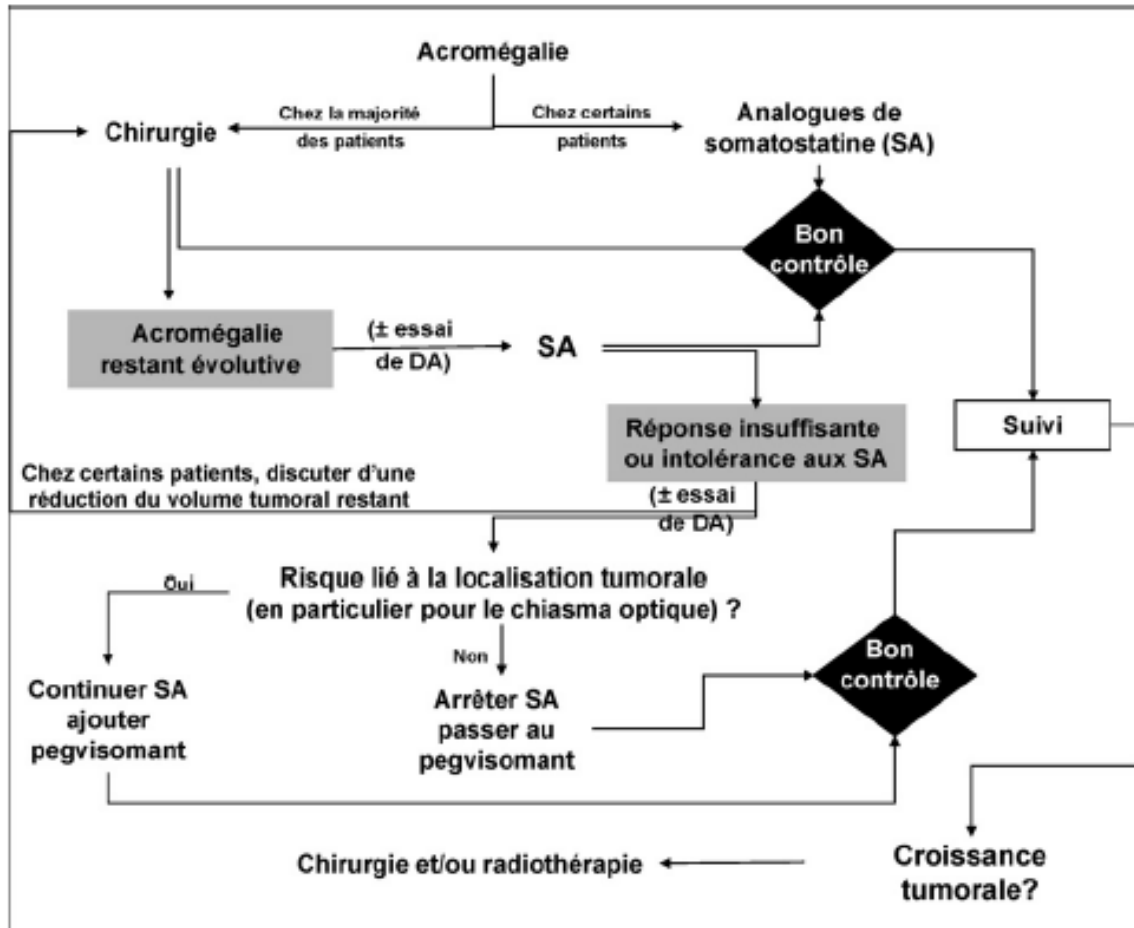 Acromégalie
Chez la majorité
des patients
Chez certains
patients
Chirurgie
Analogues de
somatostatine (SA)
Bon
contrôle
Acromégalie
restant évolutive
(± essai
de DA)
SA
Réponse insuffisante
ou intolérance aux SA
Suivi
Chez certains patients, discuter d'une
réduction du volume tumoral restant
(± essai
de DA)
Risque lié à la localisation tumorale
(en particulier pour le chiasma optique) ?
Oui
Non
Continuer SA
ajouter
pegvisomant
Arrêter SA
passer au
pegvisomant
Bon
contrôle
Chirurgie et/ou radiothérapie
Croissance
tumorale?